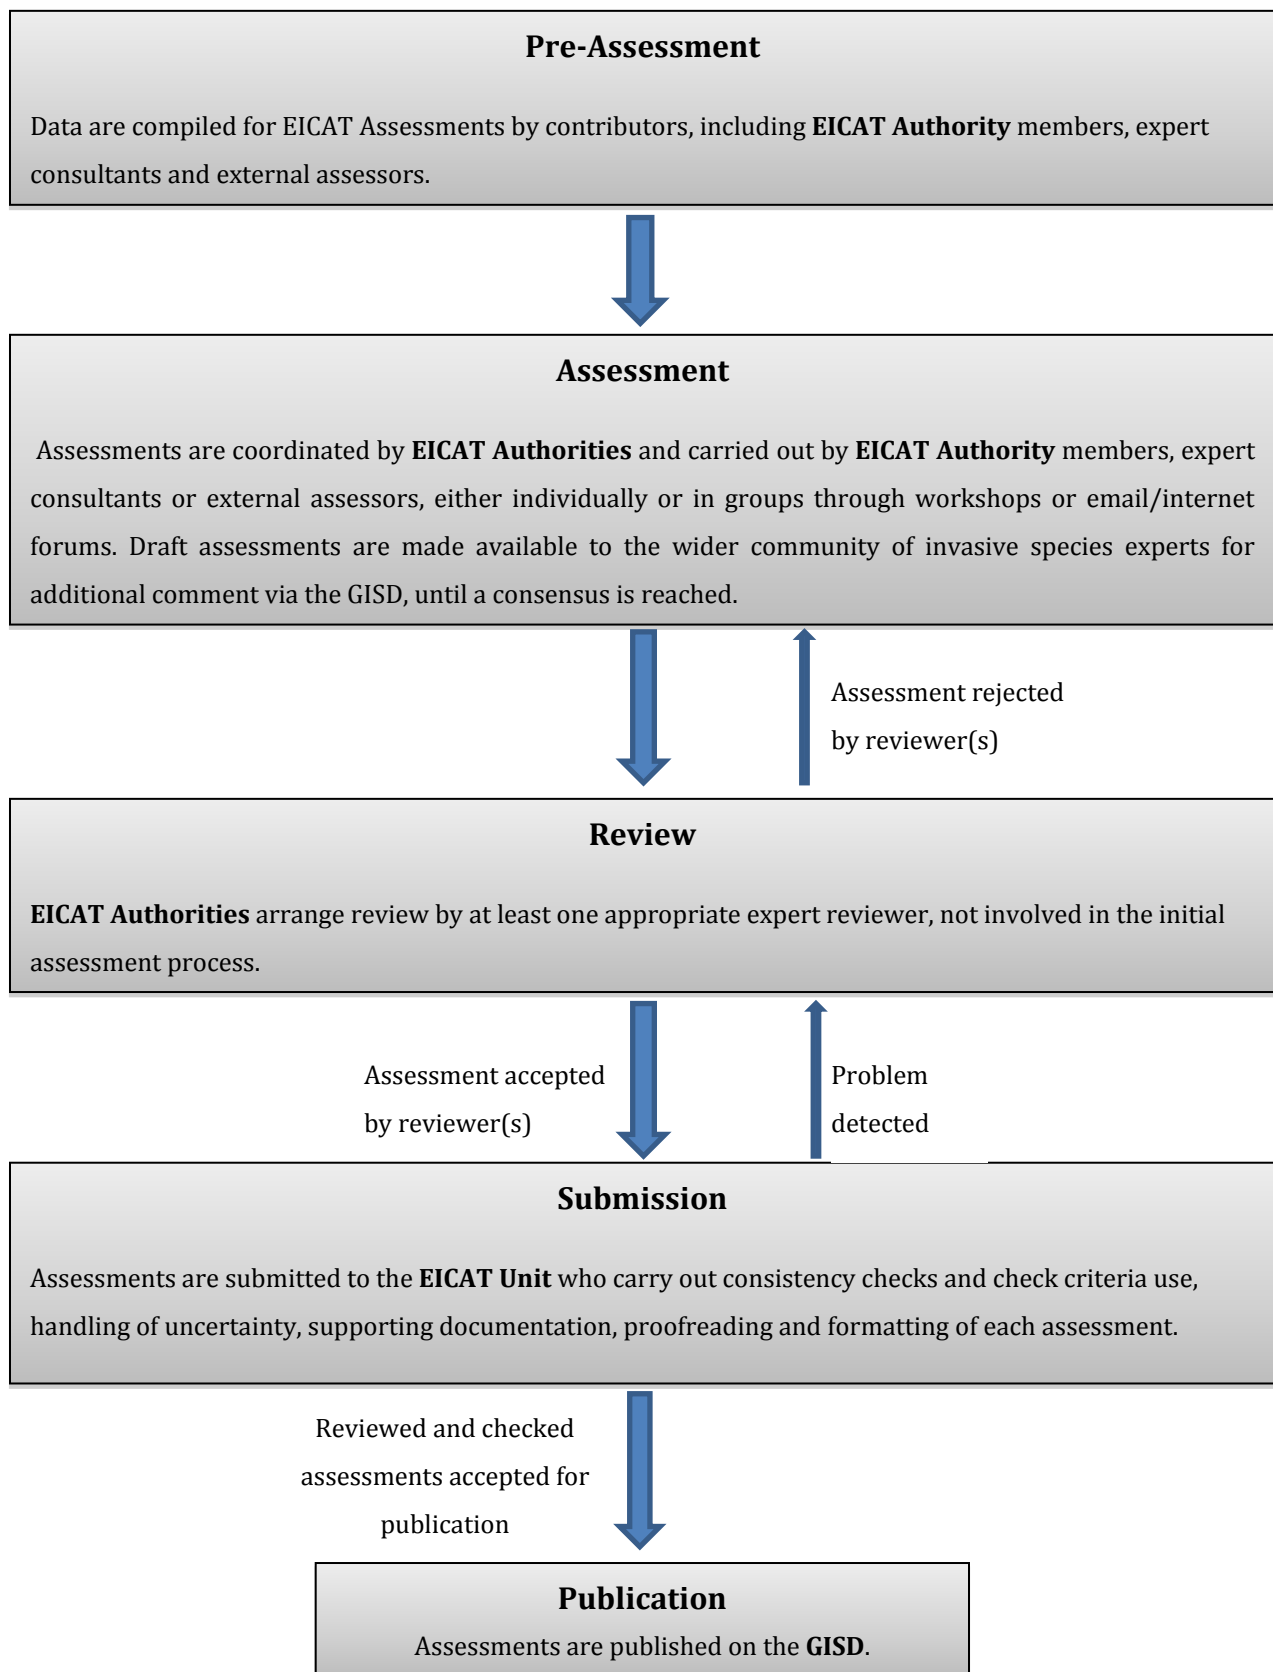 Pre-Assessment
Data are compiled for EICAT Assessments by contributors, including EICAT Authority members, expert
consultants and external assessors.
Assessment
Assessments are coordinated by EICAT Authorities and carried out by EICAT Authority members, expert
consultants or external assessors, either individually or in groups through workshops or email/internet
forums. Draft assessments are made available to the wider community of invasive species experts for
additional comment via the GISD, until a consensus is reached.
Assessment rejected
by reviewer(s)
Review
EICAT Authorities arrange review by at least one appropriate expert reviewer, not involved in the initial
assessment process.
Assessment accepted
by reviewer(s)
Problem
detected
Submission
Assessments are submitted to the EICAT Unit who carry out consistency checks and check criteria use,
handling of uncertainty, supporting documentation, proofreading and formatting of each assessment.
Reviewed and checked
assessments accepted for
publication
Publication
Assessments are published on the GISD.